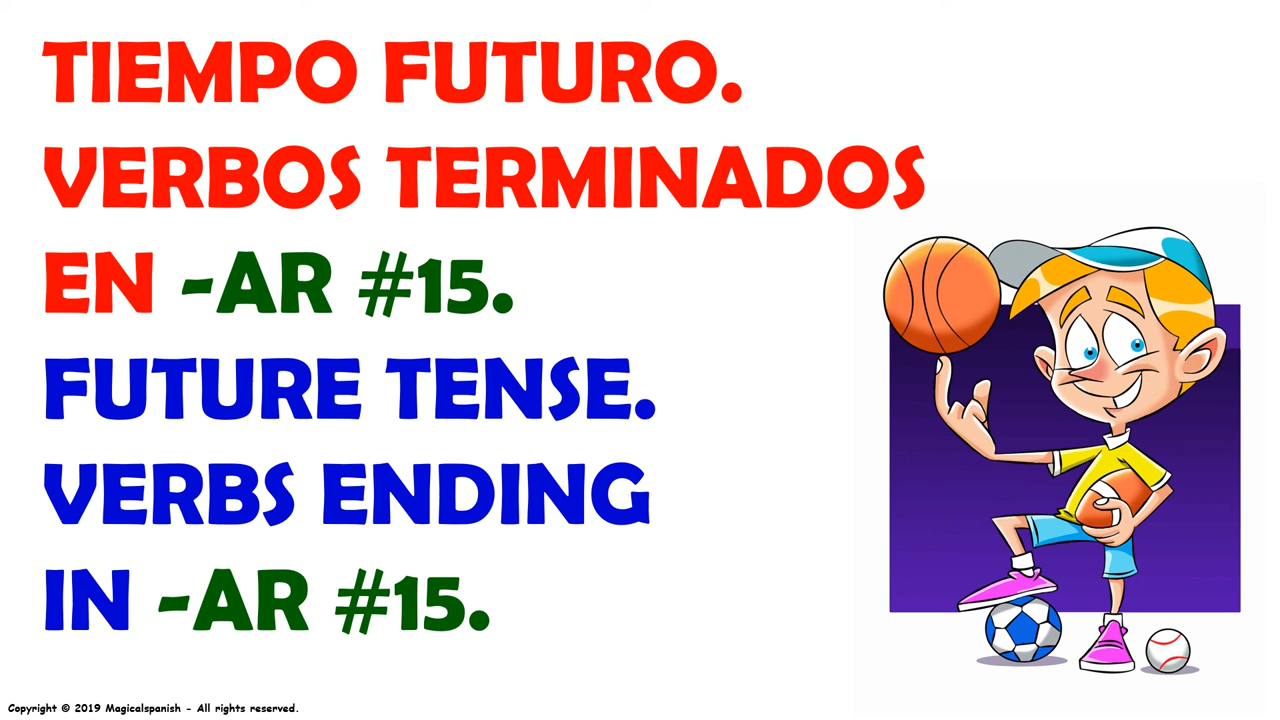 TIEMPO FUTURO.
VERBOS TERMINADOS
EN -AR #15.
FUTURE TENSE.
VERBS ENDING
IN -AR #15.
Copyright © 2019 Magicalspanish - All rights reserved.